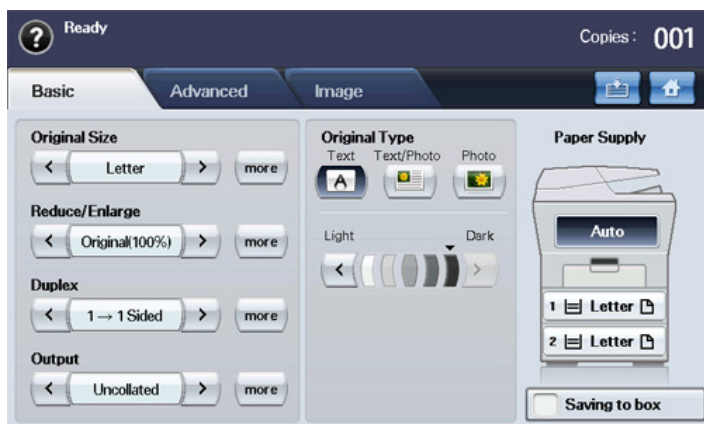 ?
Ready
Copies: 001
Basic Advanced Image
Original Size
< Letter > more
Reduce/Enlarge
< Original(100%) > more
Duplex
< 1 → 1 Sided > more
Output
< Uncollated > more
Original Type
Text Text/Photo Photo
A
Light Dark
< >
Paper Supply
Auto
1 Letter
2 Letter
Saving to box